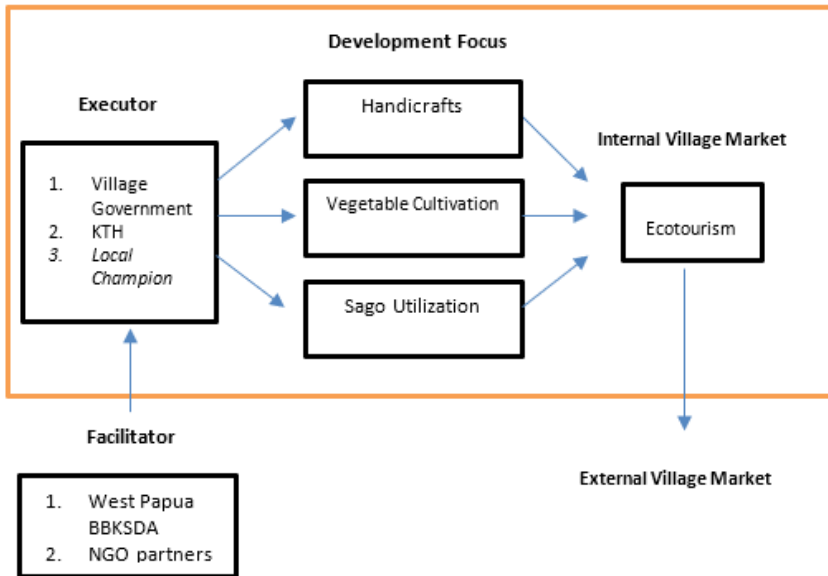 Development Focus
Executor
1. Village
Government
2. KTH
3. Local
Champion
Handicrafts
Vegetable Cultivation
Sago Utilization
Internal Village Market
Ecotourism
Facilitator
1. West Papua
BBKSDA
2. NGO partners
External Village Market